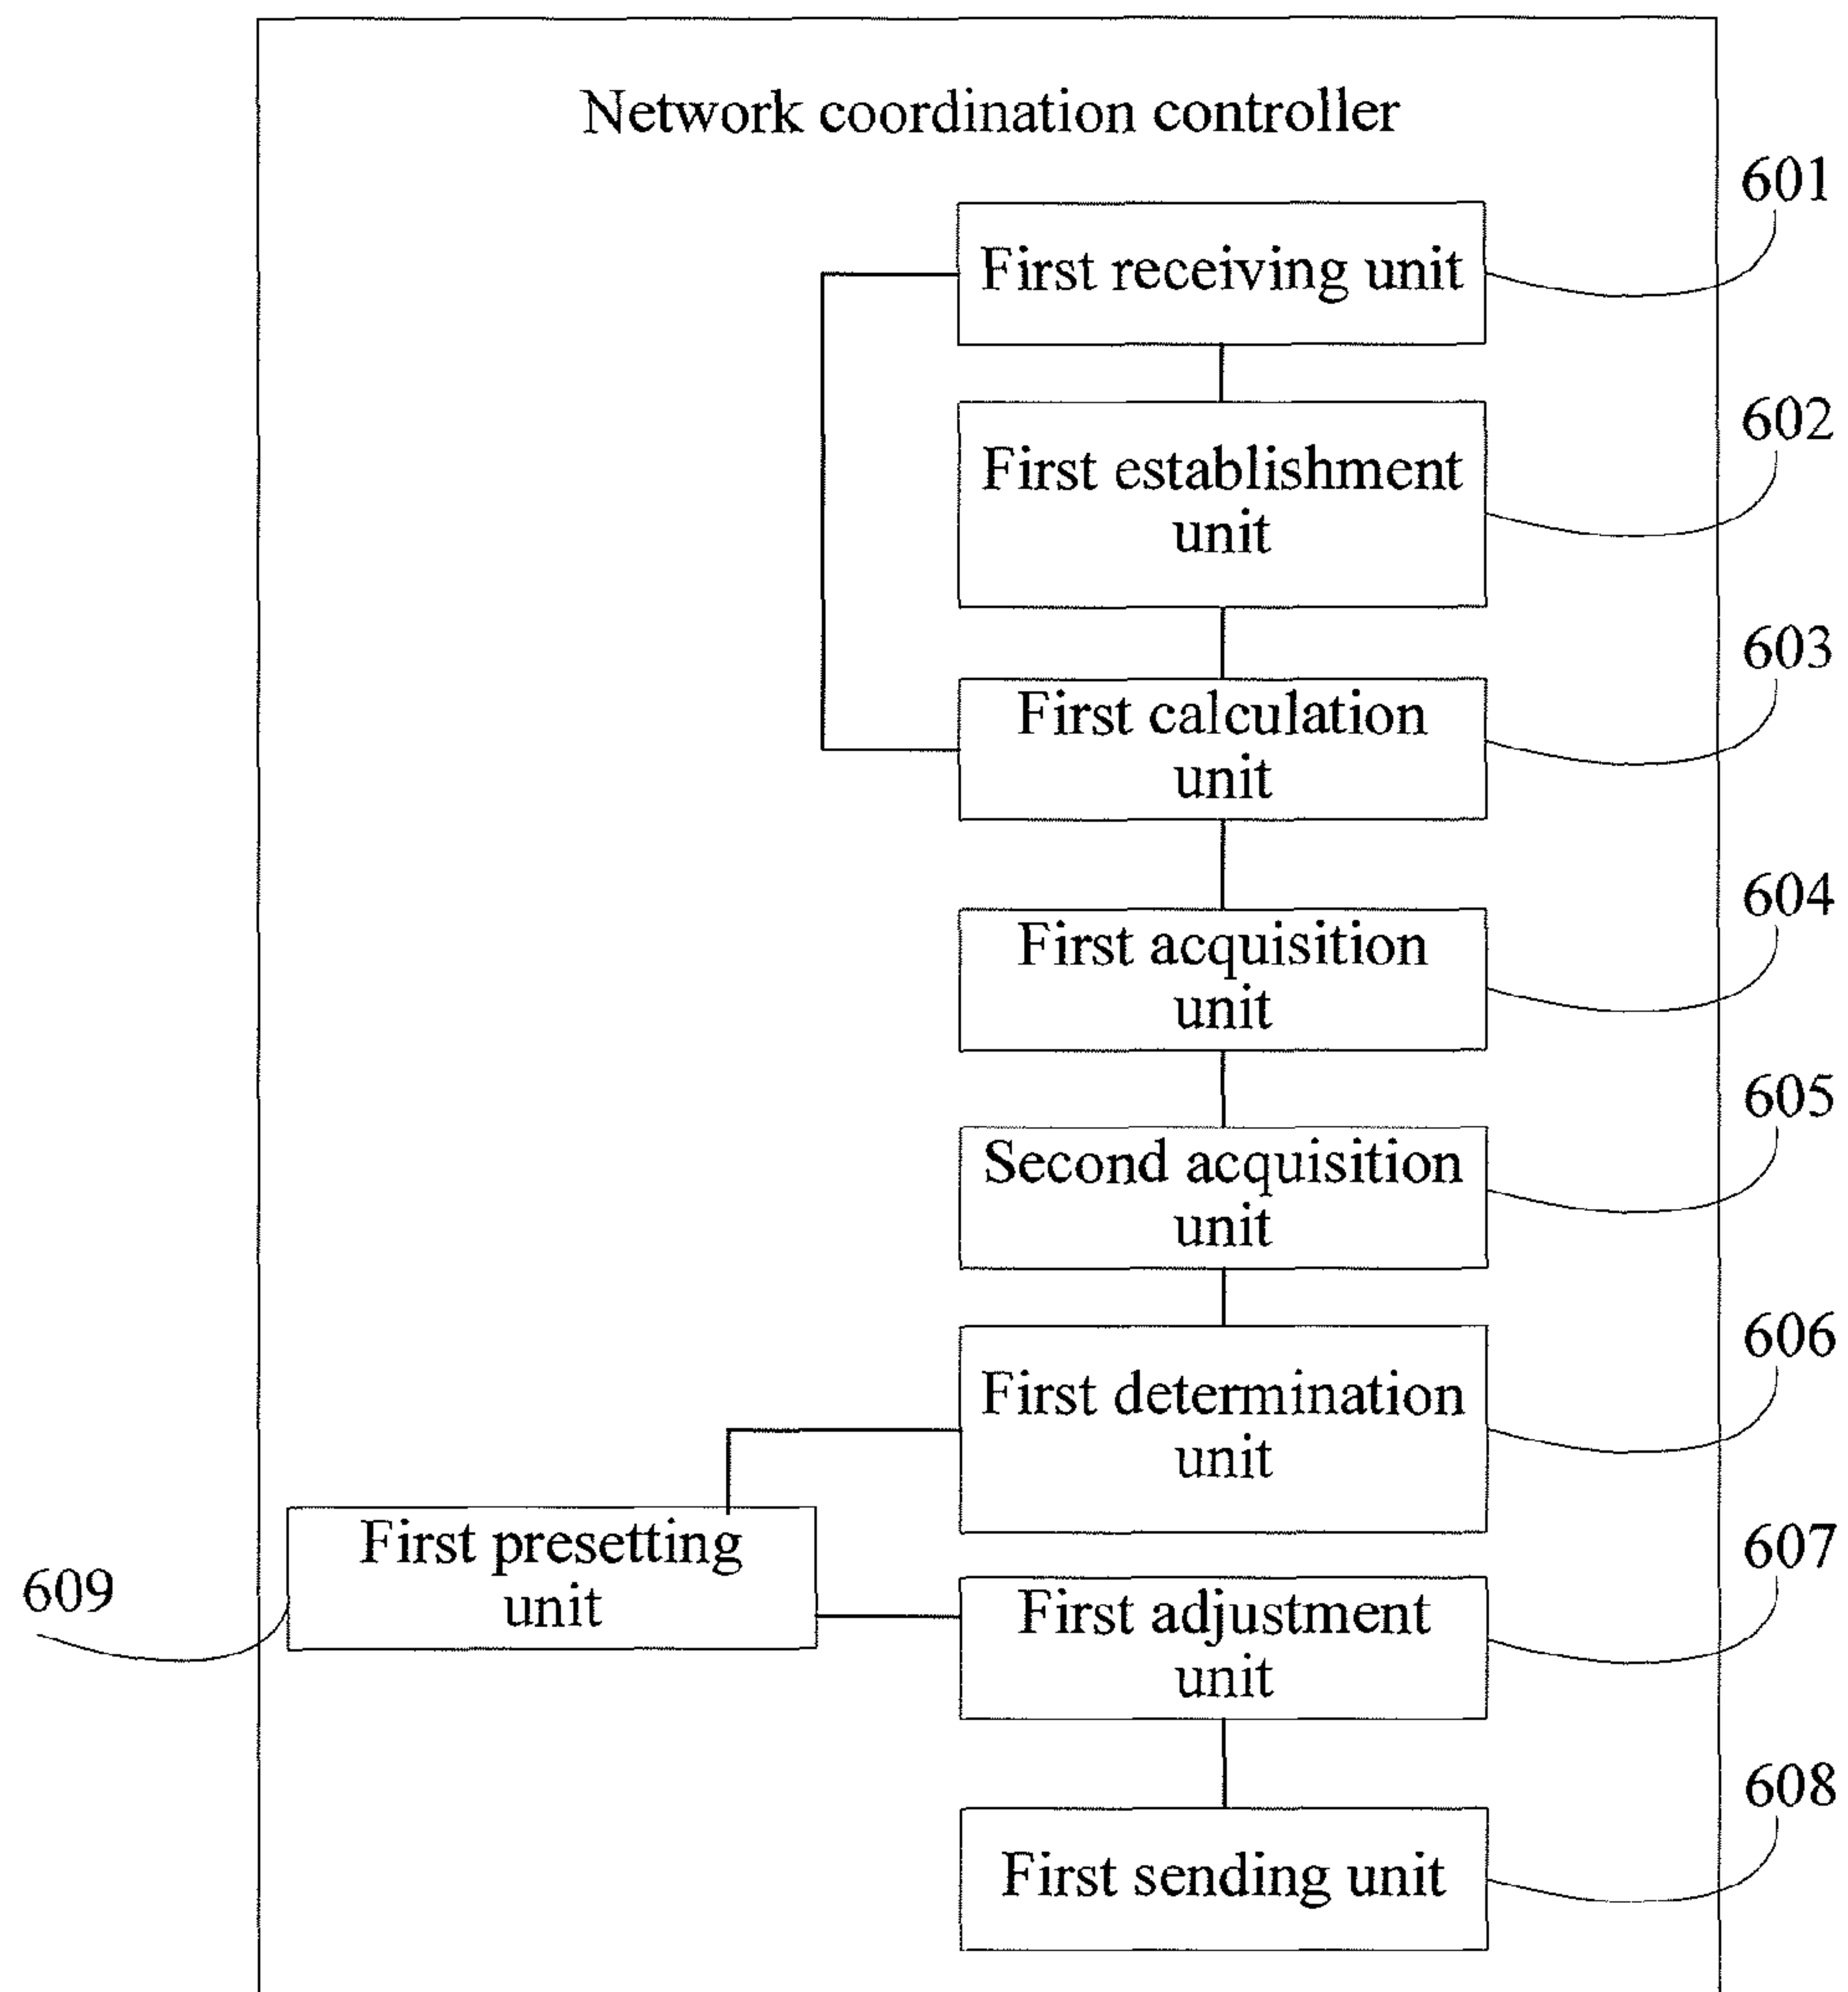 Network coordination controller
601
First receiving unit
602
First establishment
unit
603
First calculation
unit
604
First acquisition
unit
605
Second acquisition
unit
606
First determination
unit
609
First presetting
unit
607
First adjustment
unit
608
First sending unit